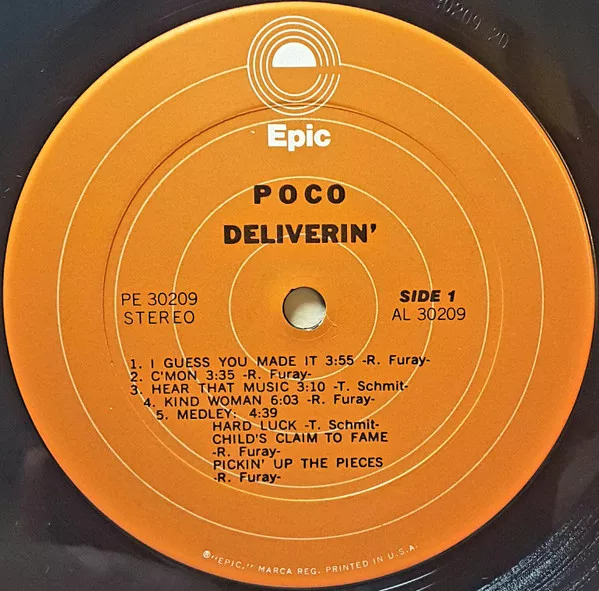 30209 20
Epic
POCO
DELIVERIN'
PE 30209
STEREO
SIDE 1
AL 30209
1. I GUESS YOU MADE IT 3:55 -R. Furay-
2. C'MON 3:35 -R. Furay-
3. HEAR THAT MUSIC 3:10 -T. Schmit-
4. KIND WOMAN 6:03 -R. Furay-
5. MEDLEY: 4:39
HARD LUCK -T. Schmit-
CHILD'S CLAIM TO FAME
-R. Furay-
PICKIN' UP THE PIECES
-R. Furay-
℗"EPIC," MARCA REG. PRINTED IN U.S.A.